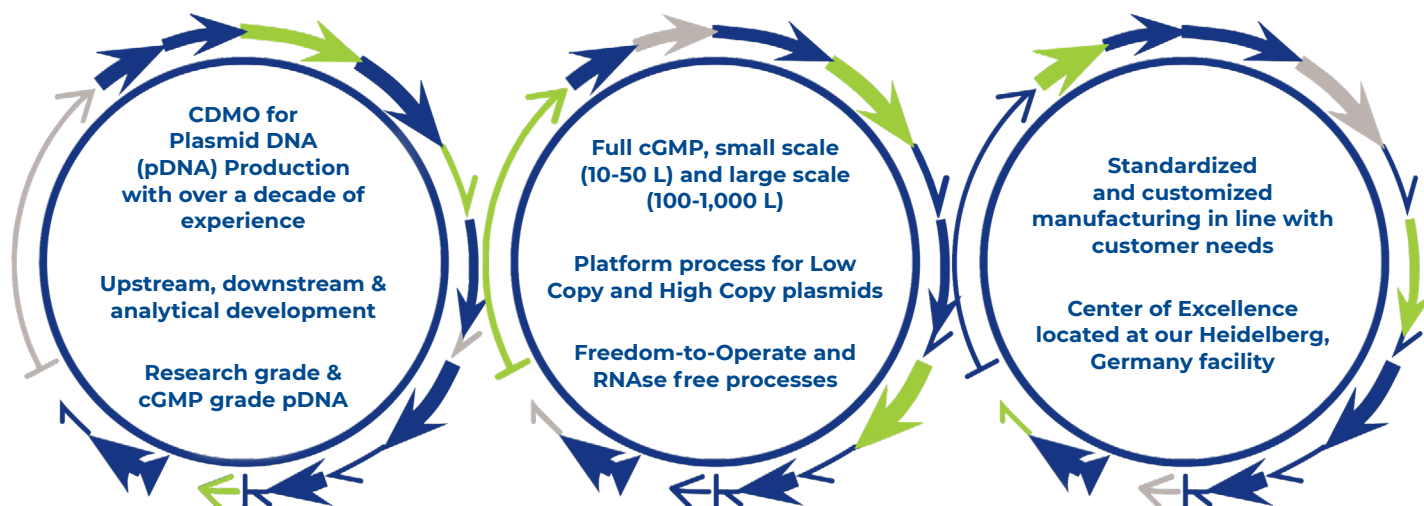 CDMO for
Plasmid DNA
(pDNA) Production
with over a decade of
experience
Upstream, downstream &
analytical development
Research grade &
cGMP grade pDNA
Full cGMP, small scale
(10-50 L) and large scale
(100-1,000 L)
Platform process for Low
Copy and High Copy plasmids
Freedom-to-Operate and
RNAse free processes
Standardized
and customized
manufacturing in line with
customer needs
Center of Excellence
located at our Heidelberg,
Germany facility